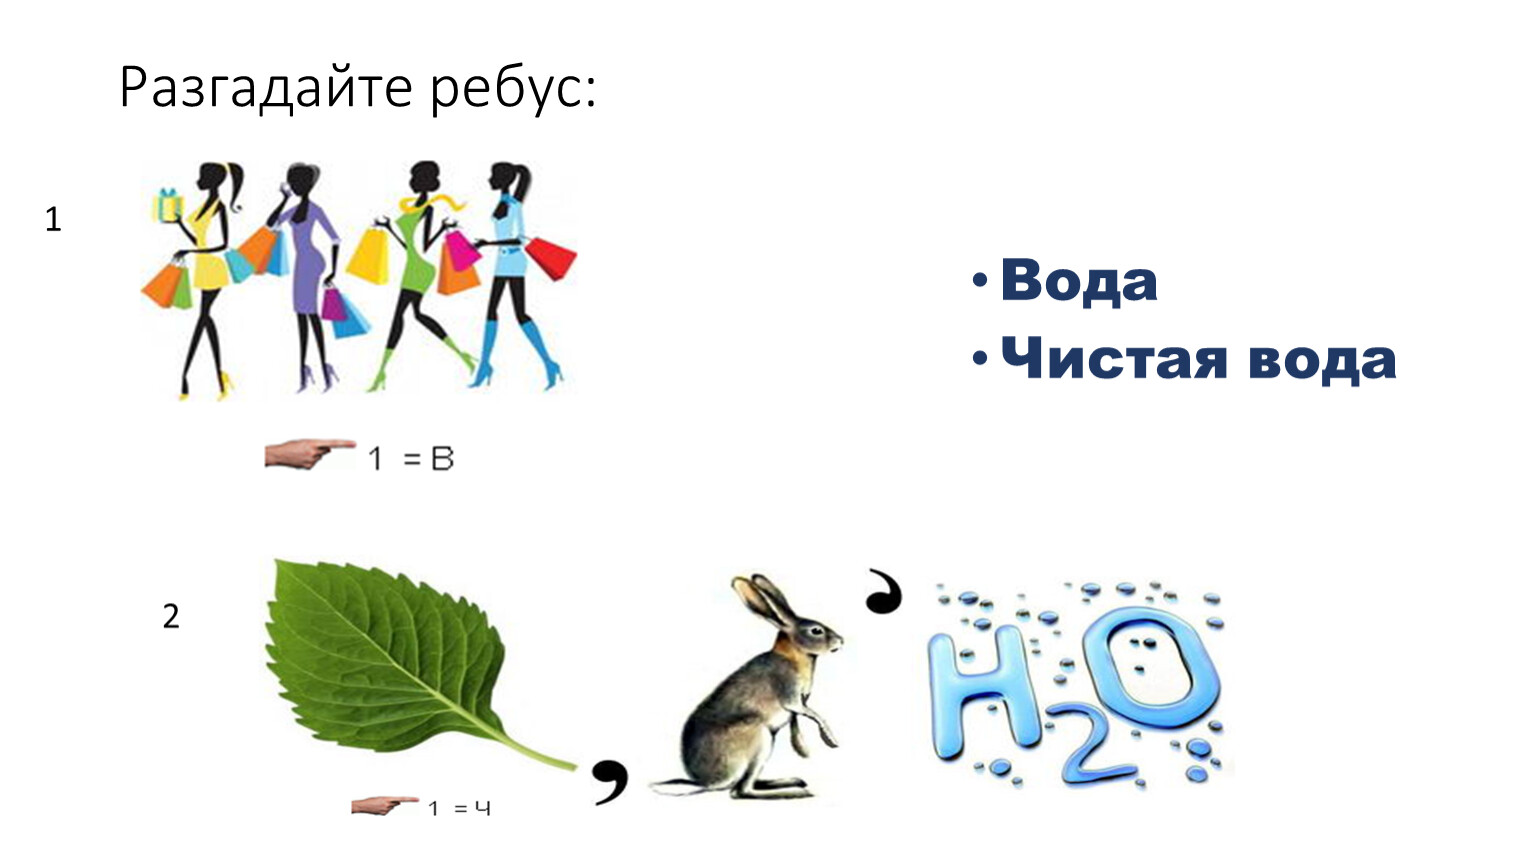 Разгадайте ребус:
1
• Вода
• Чистая вода
1 = В
2
,
,
H2O
1 = Ч